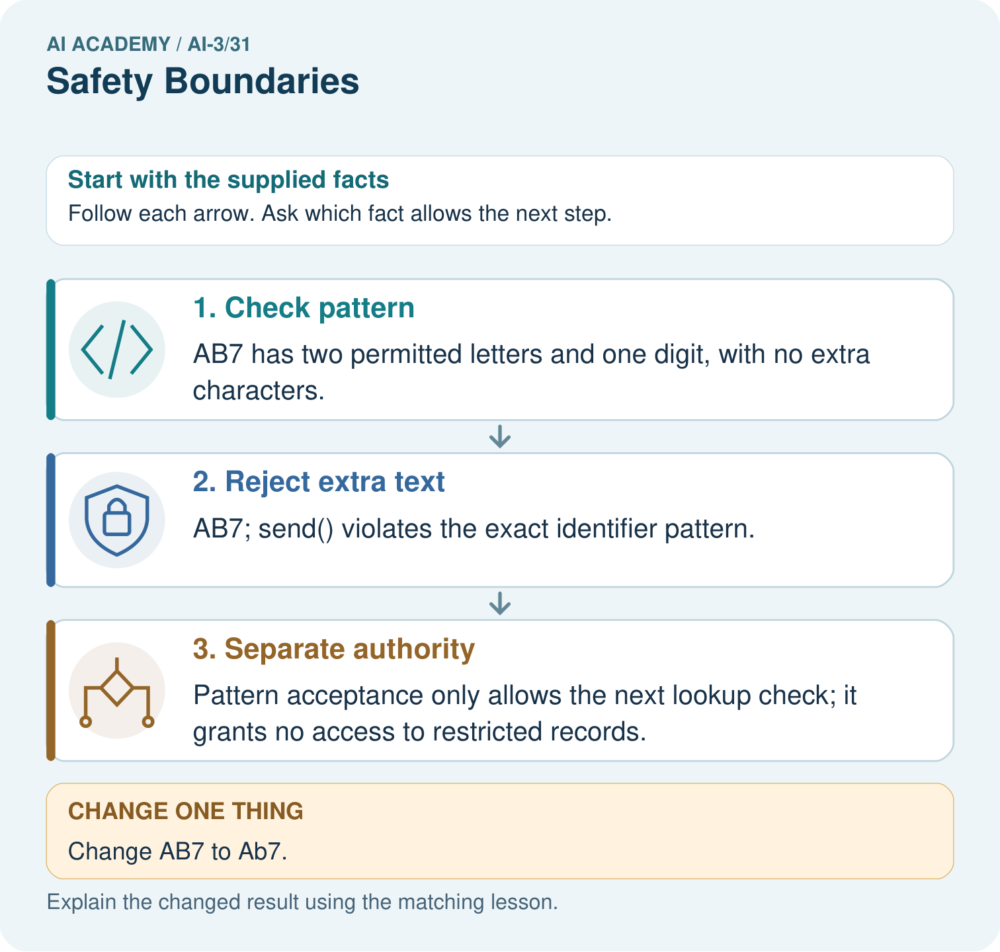 AI ACADEMY / AI-3/31
Safety Boundaries
Start with the supplied facts
Follow each arrow. Ask which fact allows the next step.
1. Check pattern
AB7 has two permitted letters and one digit, with no extra
characters.
2. Reject extra text
AB7; send() violates the exact identifier pattern.
3. Separate authority
Pattern acceptance only allows the next lookup check; it
grants no access to restricted records.
CHANGE ONE THING
Change AB7 to Ab7.
Explain the changed result using the matching lesson.